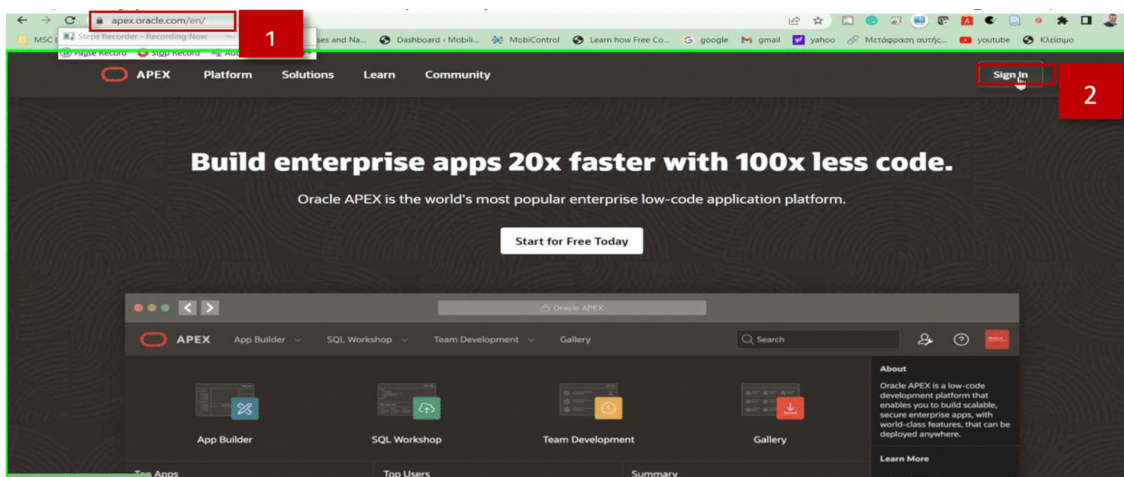 apex.oracle.com/en/
MSC
Steps Recorder - Recording Now
1
ses and Na...
Dashboard ‹ Mobili...
MobiControl
Learn how Free Co...
google
gmail
yahoo
Μετάφραση αυτής...
youtube
Κλείσιμο
Pause Record
Stop Record
APEX
Platform
Solutions
Learn
Community
Sign In
2
Build enterprise apps 20x faster with 100x less code.
Oracle APEX is the world's most popular enterprise low-code application platform.
Start for Free Today
Oracle APEX
APEX
App Builder
SQL Workshop
Team Development
Gallery
Search
About
Oracle APEX is a low-code
development platform that
enables you to build scalable,
secure enterprise apps, with
world-class features, that can be
deployed anywhere.
App Builder
SQL Workshop
Team Development
Gallery
Learn More
Top Apps
Top Users
Summary